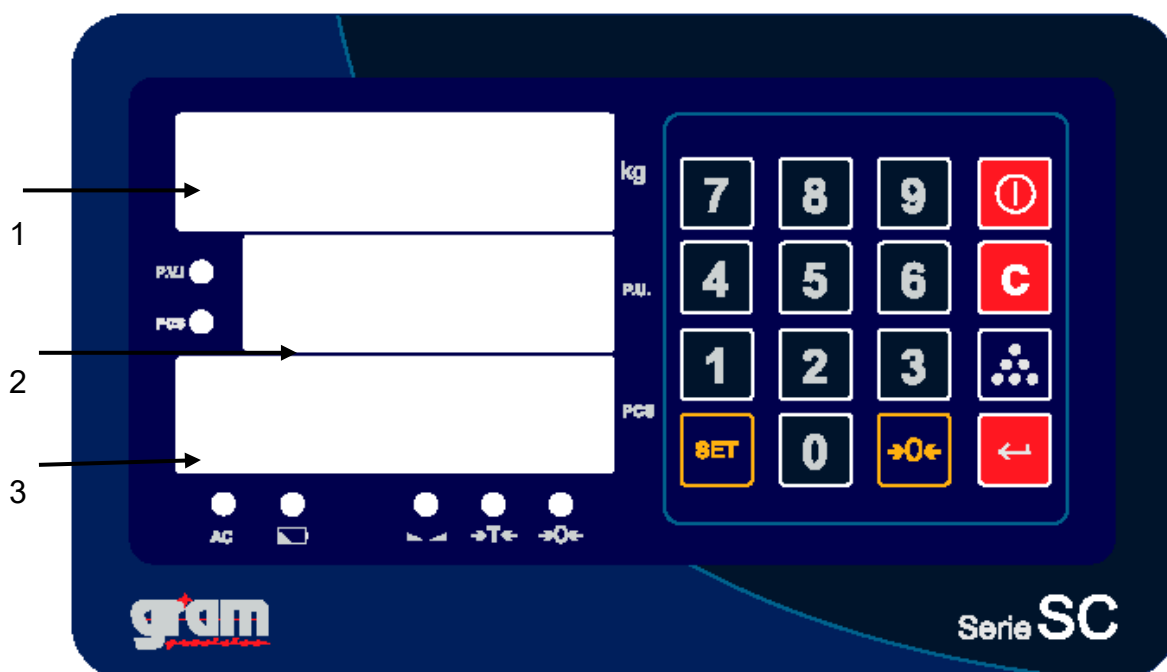 kg
7 8 9
1
P.V.I
P.U.
4 5 6 C
PCS
2
1 2 3
PCS
SET 0 →0←
3
AC →T← →0←
gram
precision
Serie SC